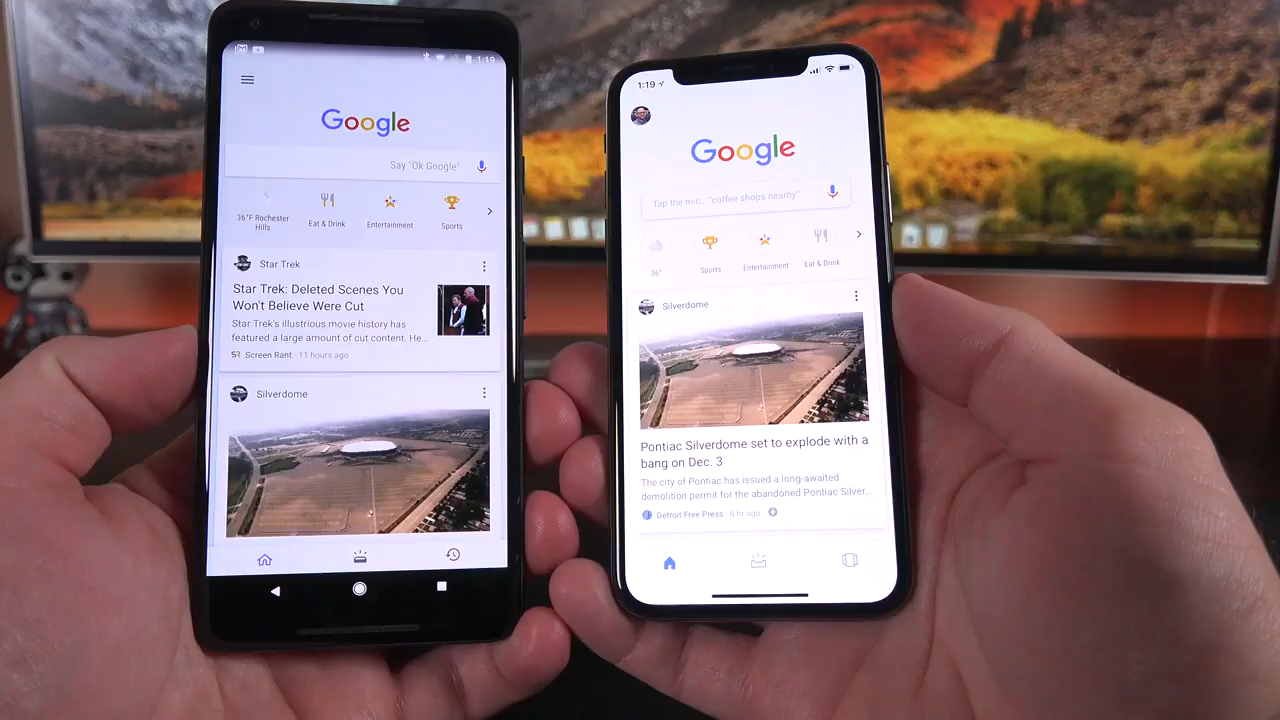 1:19
Google
Say "Ok Google"
36°F Rochester
Hills
Eat & Drink
Entertainment
Sports
Star Trek
Star Trek: Deleted Scenes You
Won't Believe Were Cut
Star Trek's illustrious movie history has
featured a large amount of cut content. He...
SR Screen Rant · 11 hours ago
Silverdome
1:19
Google
Tap the mic... "coffee shops nearby"
36°
Sports
Entertainment
Eat & Drink
Silverdome
Pontiac Silverdome set to explode with a
bang on Dec. 3
The city of Pontiac has issued a long-awaited
demolition permit for the abandoned Pontiac Silver...
Detroit Free Press · 6 hr ago